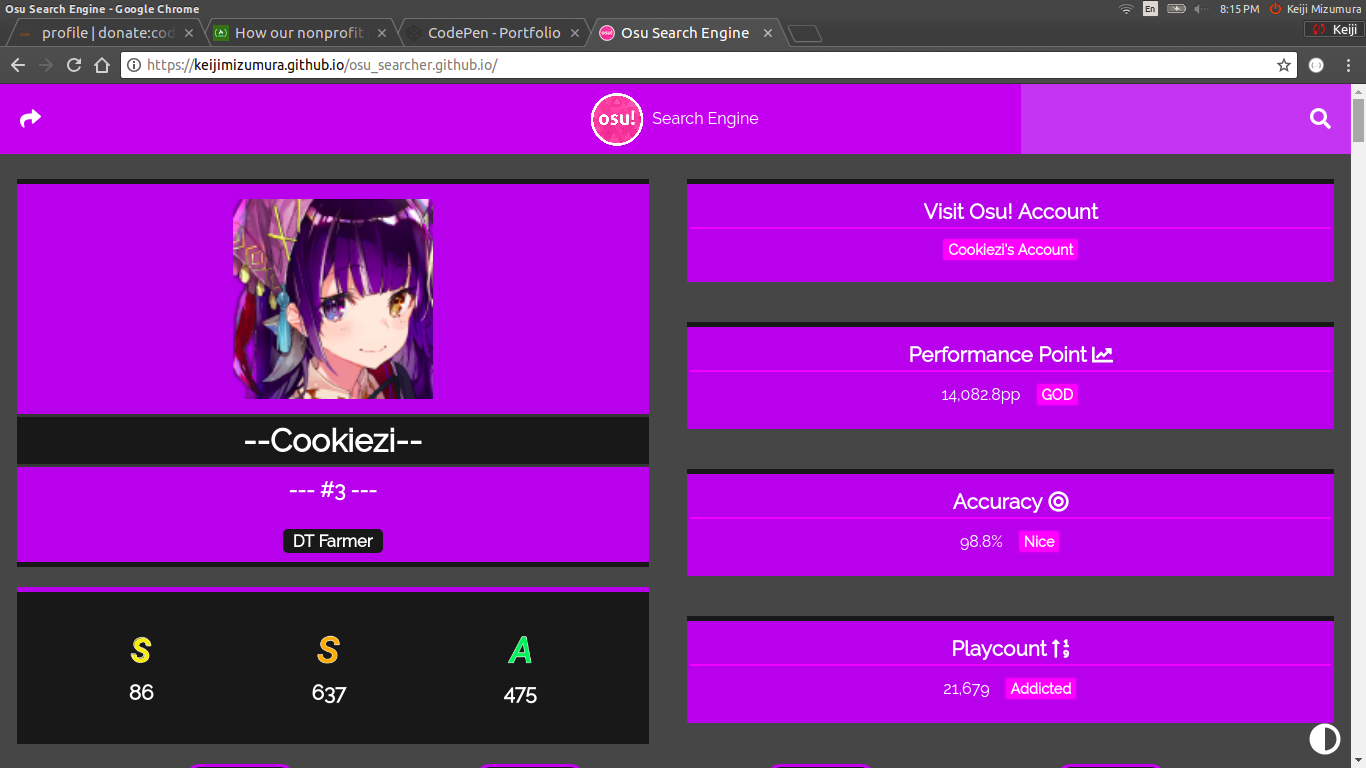 Osu Search Engine - Google Chrome
En
8:15 PM
Keiji Mizumura
profile | donate:cod
How our nonprofit
CodePen - Portfolio
Osu Search Engine
Keiji
https://keijimizumura.github.io/osu_searcher.github.io/
osu!
Search Engine
--Cookiezi--
--- #3 ---
DT Farmer
S
S
A
86
637
475
Visit Osu! Account
Cookiezi's Account
Performance Point
14,082.8pp
GOD
Accuracy
98.8%
Nice
Playcount
21,679
Addicted